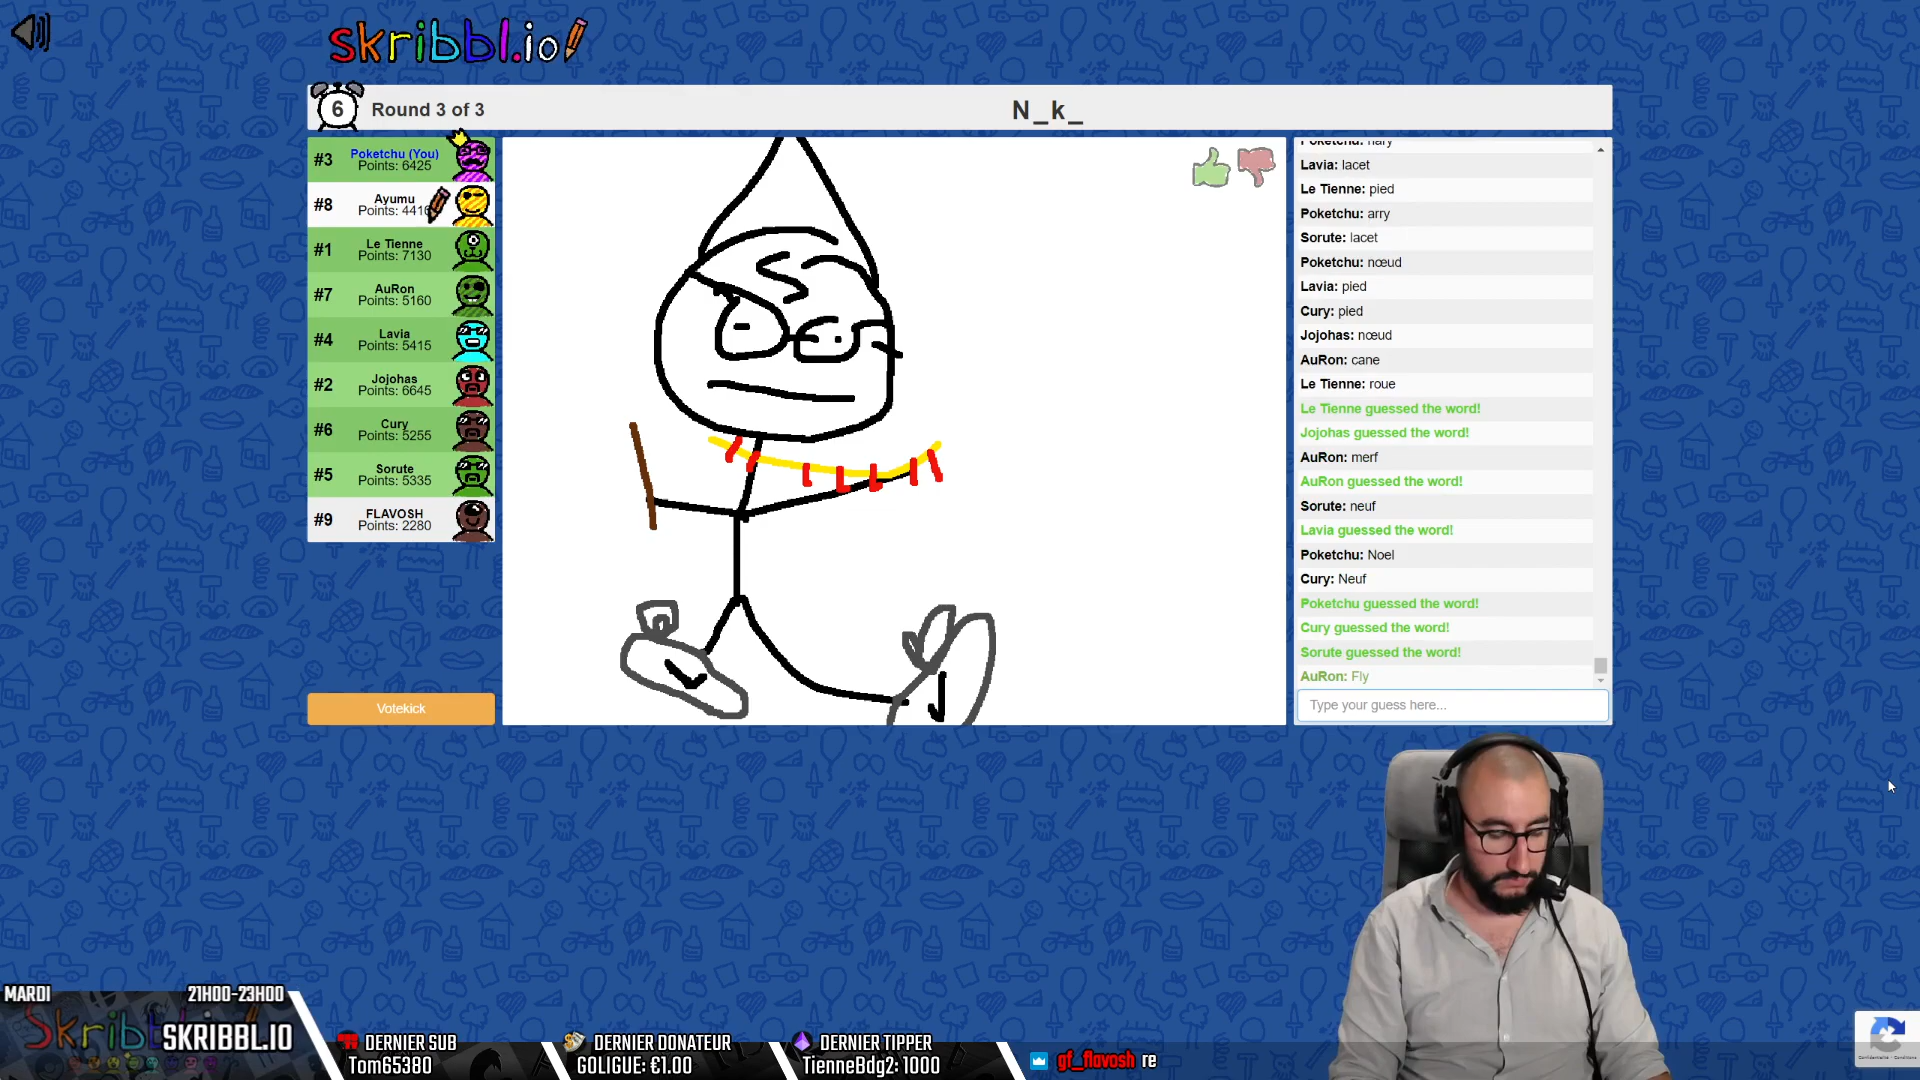 skribbl.io
6
Round 3 of 3
N_k_
#3
Poketchu (You)
Points: 6425
#8
Ayumu
Points: 4410
#1
Le Tienne
Points: 7130
#7
AuRon
Points: 5160
#4
Lavia
Points: 5415
#2
Jojohas
Points: 6645
#6
Cury
Points: 5255
#5
Sorute
Points: 5335
#9
FLAVOSH
Points: 2280
Votekick
Lavia: lacet
Le Tienne: pied
Poketchu: arry
Sorute: lacet
Poketchu: nœud
Lavia: pied
Cury: pied
Jojohas: nœud
AuRon: cane
Le Tienne: roue
Le Tienne guessed the word!
Jojohas guessed the word!
AuRon: merf
AuRon guessed the word!
Sorute: neuf
Lavia guessed the word!
Poketchu: Noel
Cury: Neuf
Poketchu guessed the word!
Cury guessed the word!
Sorute guessed the word!
AuRon: Fly
Type your guess here...
MARDI
21H00-23H00
SKRIBBL.IO
DERNIER SUB
Tom65380
DERNIER DONATEUR
GOLIGUE: €1.00
DERNIER TIPPER
TienneBdg2: 1000
gf_flavosh re